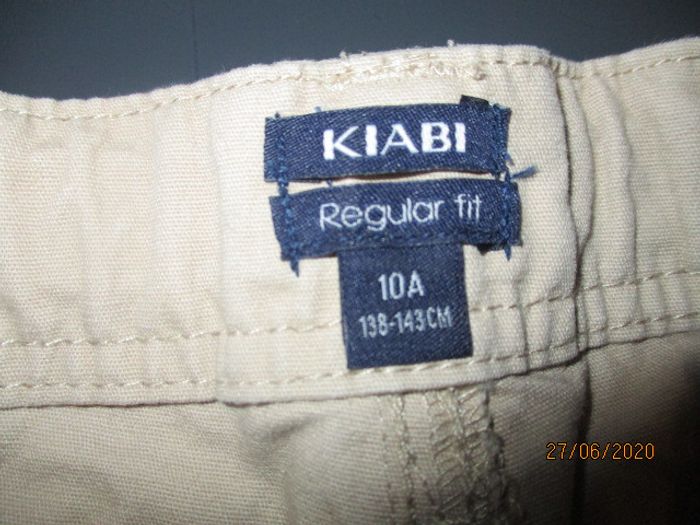 KIABI
Regular fit
10A
138-143CM
27/06/2020